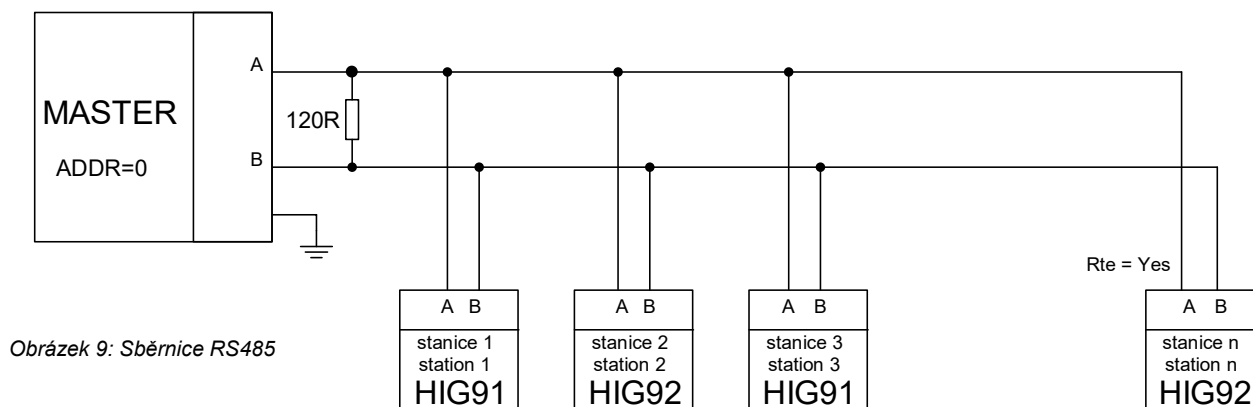 MASTER
ADDR=0
A
B
120R
Rte = Yes
A B
stanice 1
station 1
HIG91
A B
stanice 2
station 2
HIG92
A B
stanice 3
station 3
HIG91
A B
stanice n
station n
HIG92
Obrázek 9: Sběrnice RS485